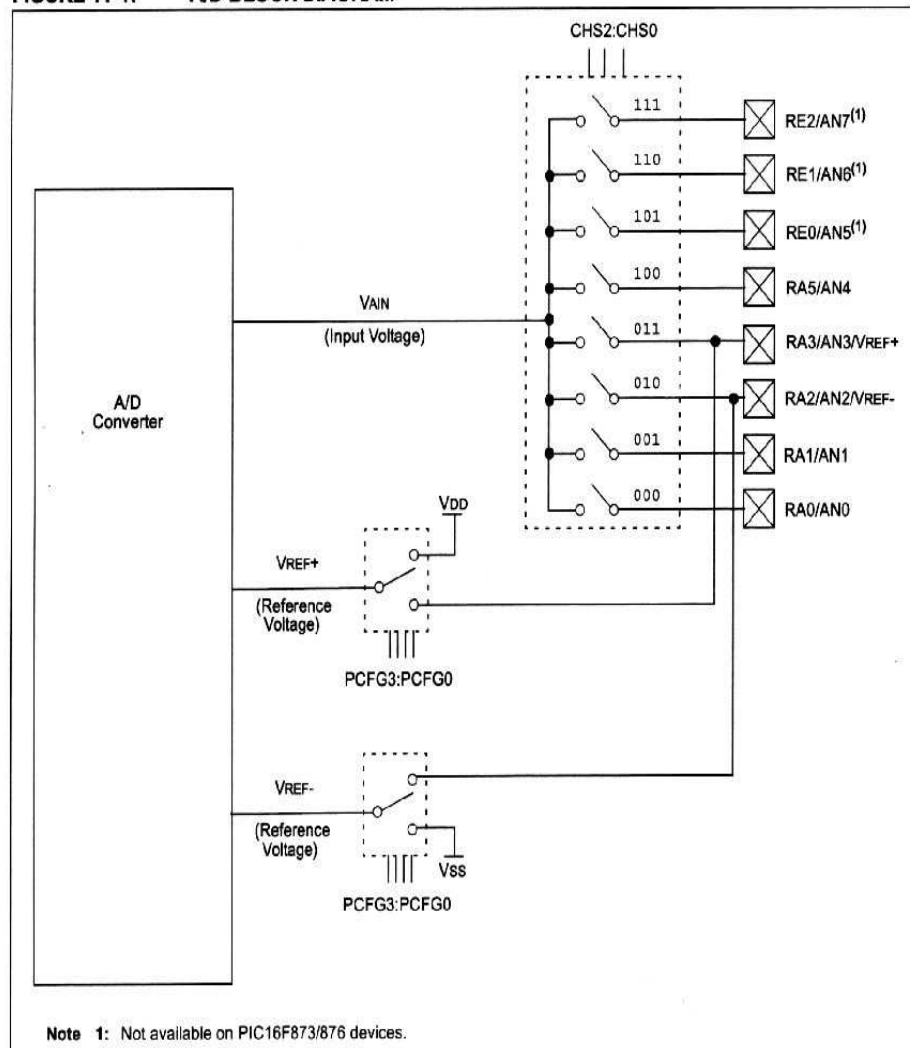 CHS2:CHS0
111
RE2/AN7(1)
110
RE1/AN6(1)
101
RE0/AN5(1)
100
RA5/AN4
VAIN
(Input Voltage)
011
RA3/AN3/VREF+
010
RA2/AN2/VREF-
A/D
Converter
001
RA1/AN1
000
RA0/AN0
VDD
VREF+
(Reference
Voltage)
PCFG3:PCFG0
VREF-
(Reference
Voltage)
VSS
PCFG3:PCFG0
Note 1: Not available on PIC16F873/876 devices.